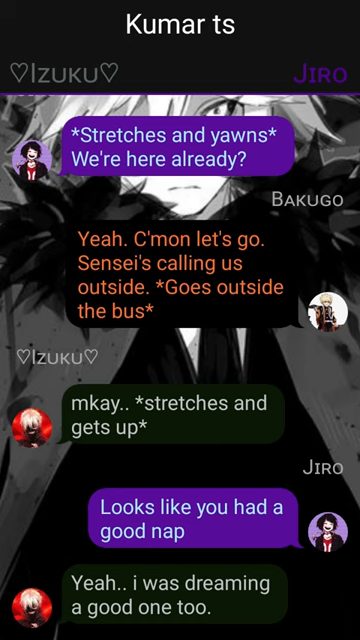 Kumar ts
♡Izuku♡ Jiro
*Stretches and yawns*
We're here already?
Bakugo
Yeah. C'mon let's go.
Sensei's calling us
outside. *Goes outside
the bus*
♡Izuku♡
mkay.. *stretches and
gets up*
Jiro
Looks like you had a
good nap
Yeah.. i was dreaming
a good one too.